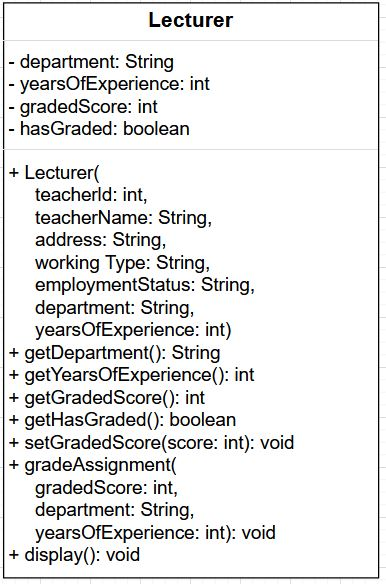 Lecturer
- department: String
- yearsOfExperience: int
- gradedScore: int
- hasGraded: boolean
+ Lecturer(
teacherId: int,
teacherName: String,
address: String,
working Type: String,
employmentStatus: String,
department: String,
yearsOfExperience: int)
+ getDepartment(): String
+ getYearsOfExperience(): int
+ getGradedScore(): int
+ getHasGraded(): boolean
+ setGradedScore(score: int): void
+ gradeAssignment(
gradedScore: int,
department: String,
yearsOfExperience: int): void
+ display(): void